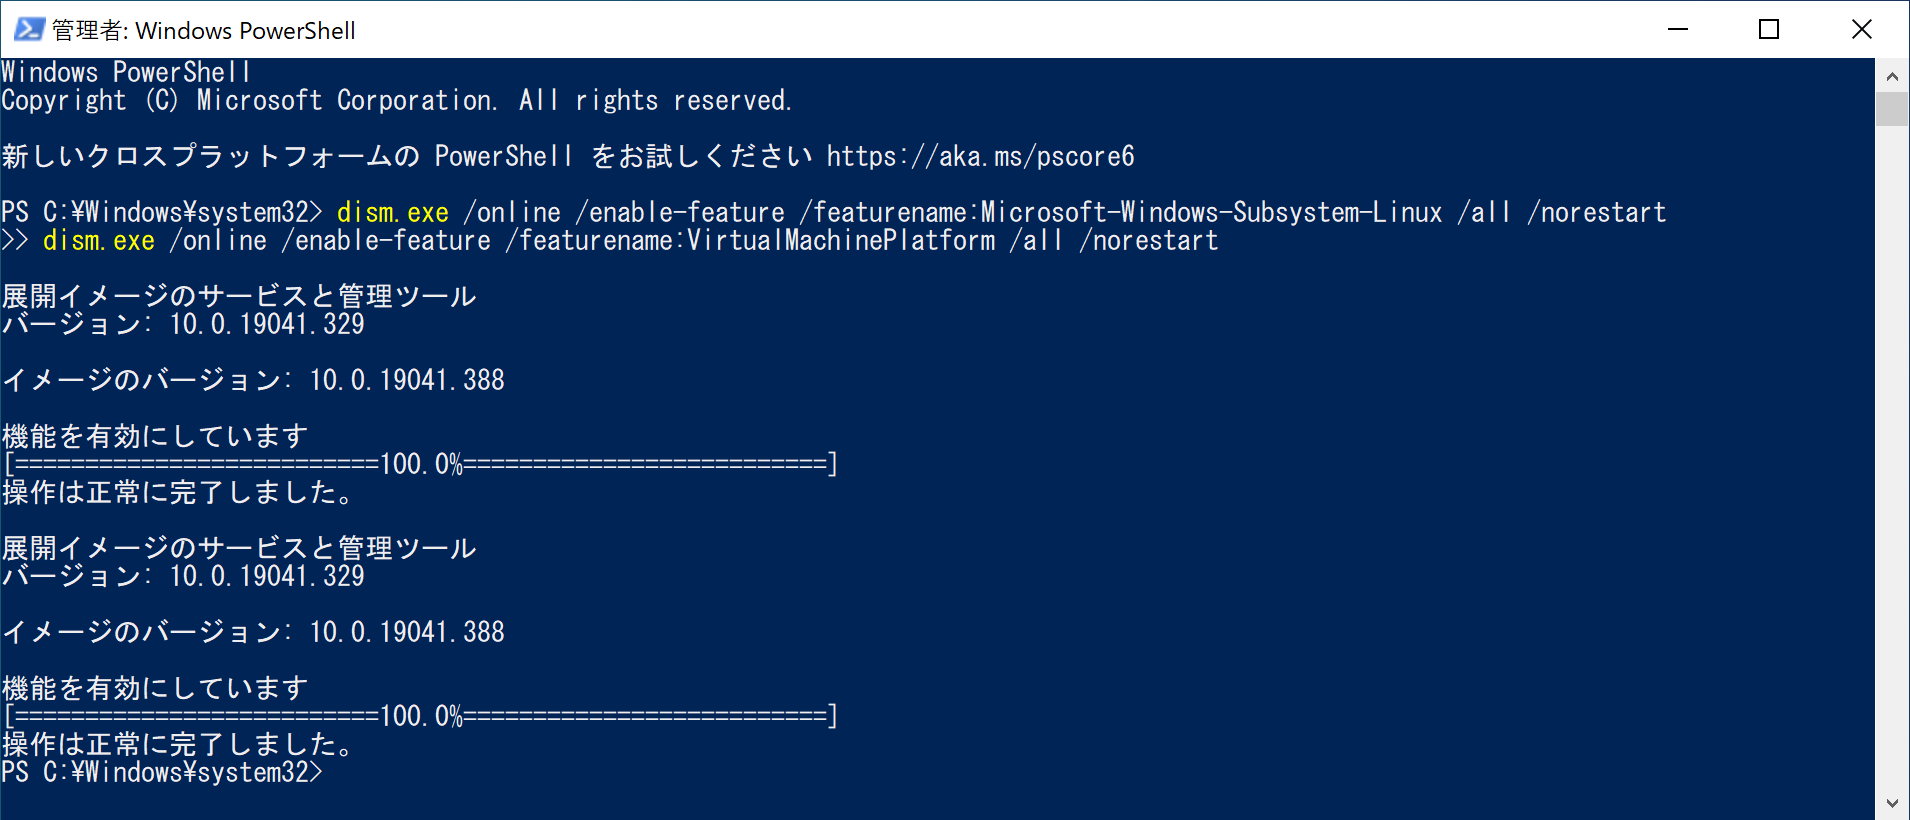 管理者: Windows PowerShell
Windows PowerShell
Copyright (C) Microsoft Corporation. All rights reserved.
新しいクロスプラットフォームの PowerShell をお試しください https://aka.ms/pscore6
PS C:¥Windows¥system32> dism.exe /online /enable-feature /featurename:Microsoft-Windows-Subsystem-Linux /all /norestart
>> dism.exe /online /enable-feature /featurename:VirtualMachinePlatform /all /norestart
展開イメージのサービスと管理ツール
バージョン: 10.0.19041.329
イメージのバージョン: 10.0.19041.388
機能を有効にしています
[==========================100.0%==========================]
操作は正常に完了しました。
展開イメージのサービスと管理ツール
バージョン: 10.0.19041.329
イメージのバージョン: 10.0.19041.388
機能を有効にしています
[==========================100.0%==========================]
操作は正常に完了しました。
PS C:¥Windows¥system32>